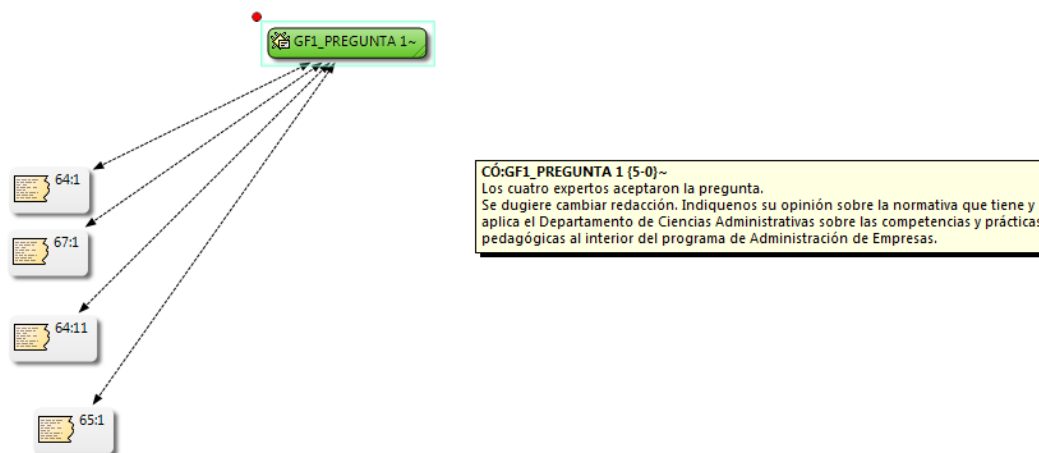 GF1_PREGUNTA 1~
64:1
67:1
64:11
65:1
CÓ:GF1_PREGUNTA 1 {5-0}~
Los cuatro expertos aceptaron la pregunta.
Se dugiere cambiar redacción. Indiquenos su opinión sobre la normativa que tiene y
aplica el Departamento de Ciencias Administrativas sobre las competencias y prácticas
pedagógicas al interior del programa de Administración de Empresas.